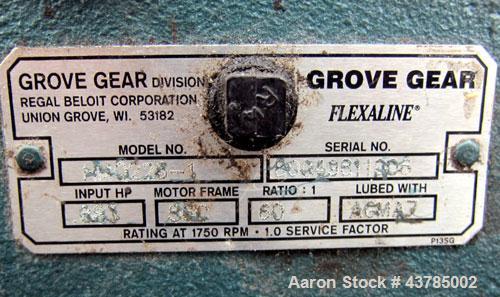 GROVE GEAR DIVISION
REGAL BELOIT CORPORATION
UNION GROVE, WI. 53182
GROVE GEAR
FLEXALINE®
MODEL NO.
SERIAL NO.
INPUT HP
MOTOR FRAME
RATIO : 1
LUBED WITH
60
AGMA7
RATING AT 1750 RPM • 1.0 SERVICE FACTOR
P135G
Aaron Stock # 43785002